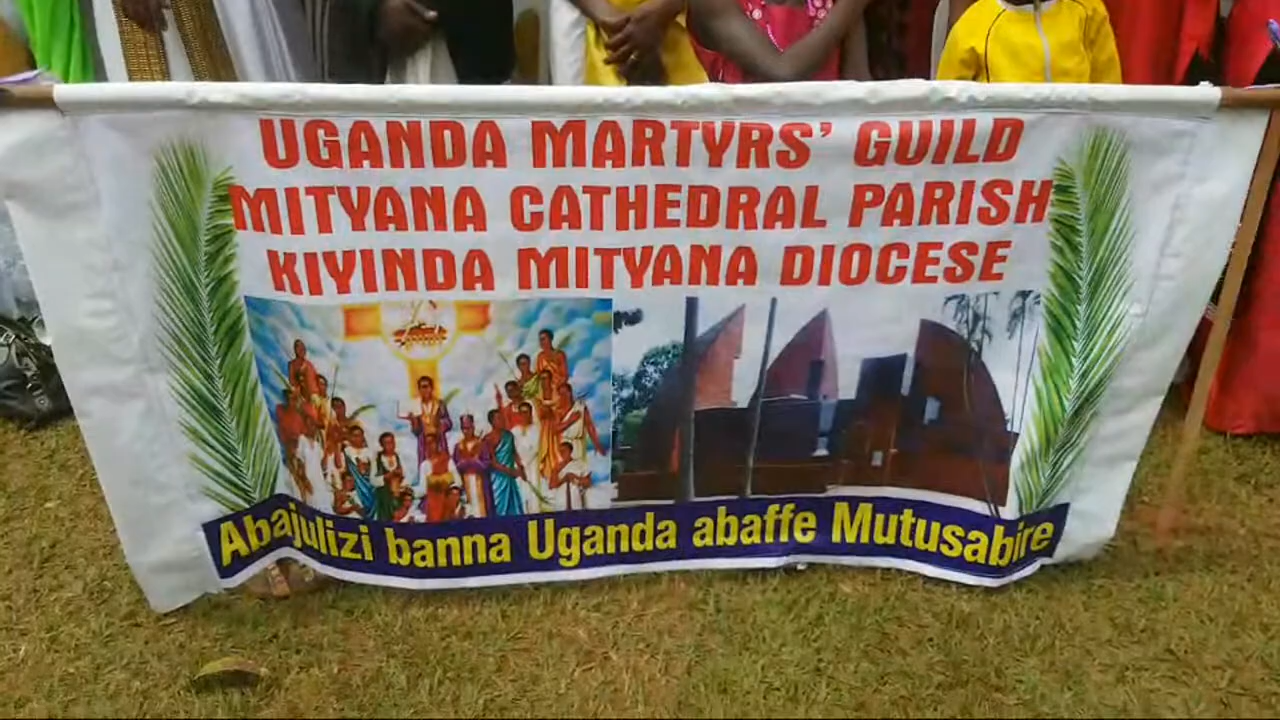 UGANDA MARTYRS’ GUILD
MITYANA CATHEDRAL PARISH
KIYINDA MITYANA DIOCESE
Abajulizi banna Uganda abaffe Mutusabire